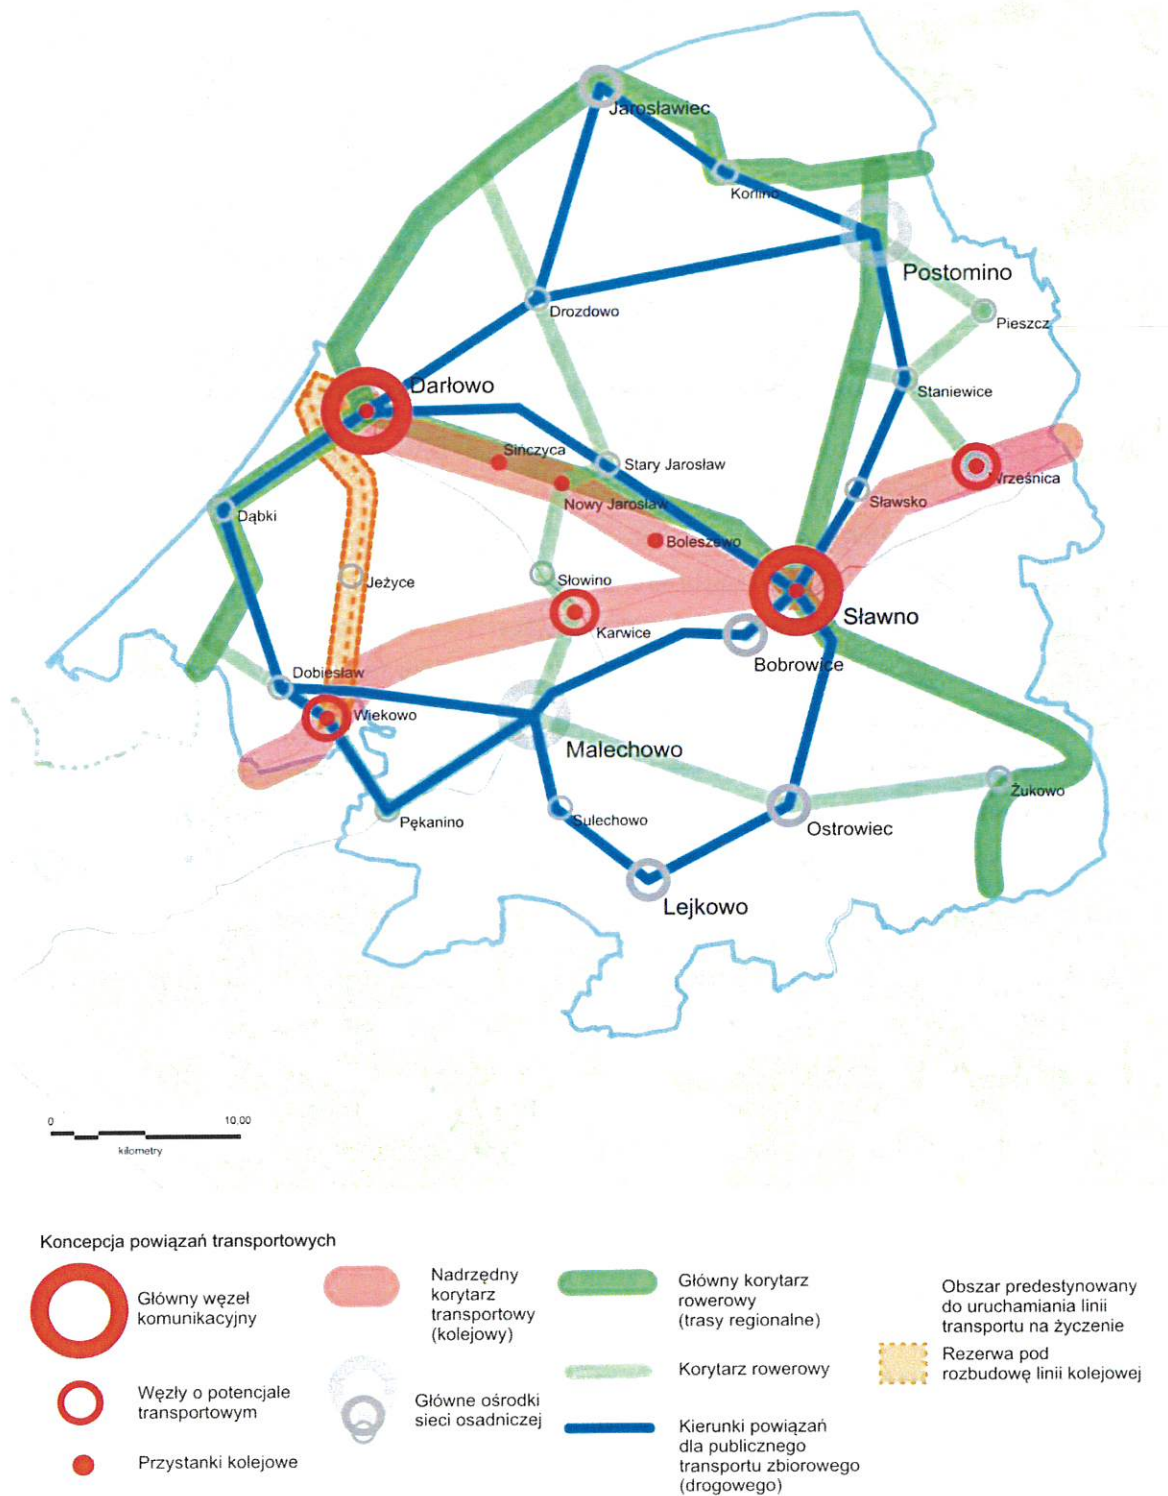 Jarosławiec
Korlino
Postomino
Drozdowo
Pieszcz
Darłowo
Staniewice
Sińczyca
Stary Jarosław
Wrześnica
Sławsko
Nowy Jarosław
Dąbki
Boleszewo
Jeżyce
Słowino
Karwice
Sławno
Bobrowice
Dobiesław
Wiekowo
Malechowo
Żukowo
Pękanino
Sulechowo
Ostrowiec
Lejkowo
0 10,00
kilometry
Koncepcja powiązań transportowych
Główny węzeł
komunikacyjny
Węzły o potencjale
transportowym
Przystanki kolejowe
Nadrzędny
korytarz
transportowy
(kolejowy)
Główne ośrodki
sieci osadniczej
Główny korytarz
rowerowy
(trasy regionalne)
Korytarz rowerowy
Kierunki powiązań
dla publicznego
transportu zbiorowego
(drogowego)
Obszar predestynowany
do uruchamiania linii
transportu na życzenie
Rezerwa pod
rozbudowę linii kolejowej